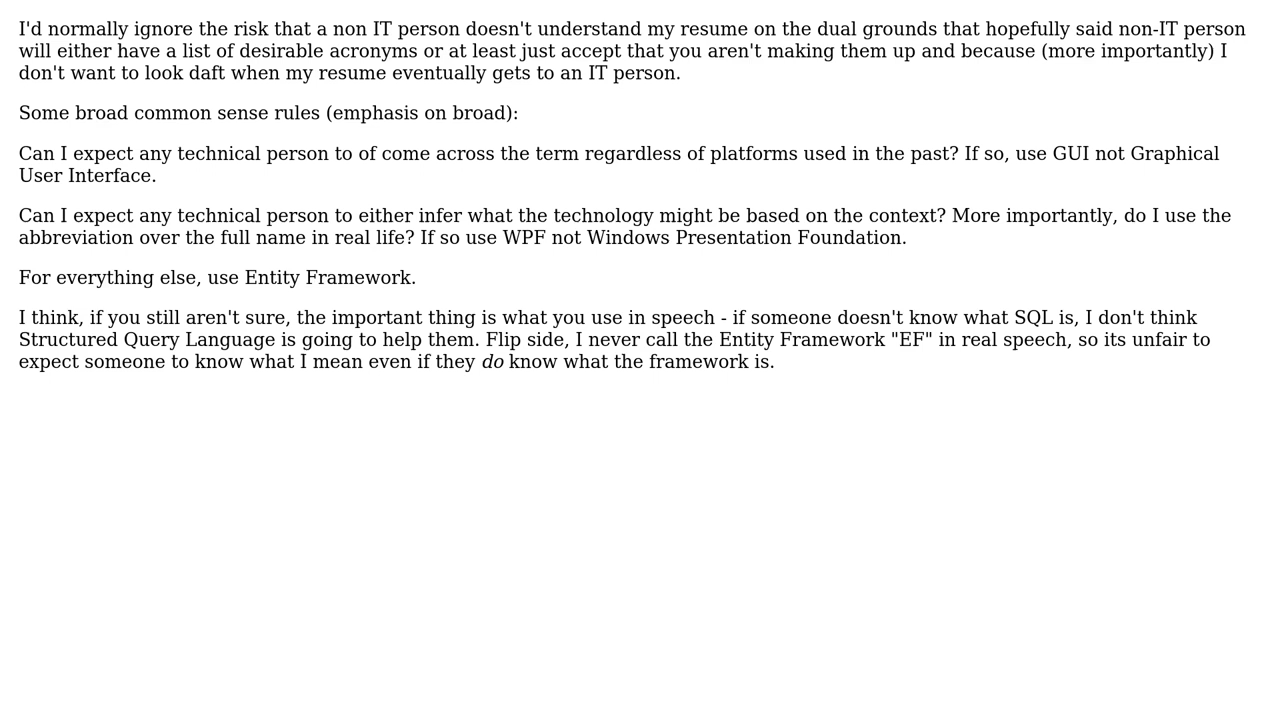 I'd normally ignore the risk that a non IT person doesn't understand my resume on the dual grounds that hopefully said non-IT person
will either have a list of desirable acronyms or at least just accept that you aren't making them up and because (more importantly) I
don't want to look daft when my resume eventually gets to an IT person.
Some broad common sense rules (emphasis on broad):
Can I expect any technical person to of come across the term regardless of platforms used in the past? If so, use GUI not Graphical
User Interface.
Can I expect any technical person to either infer what the technology might be based on the context? More importantly, do I use the
abbreviation over the full name in real life? If so use WPF not Windows Presentation Foundation.
For everything else, use Entity Framework.
I think, if you still aren't sure, the important thing is what you use in speech - if someone doesn't know what SQL is, I don't think
Structured Query Language is going to help them. Flip side, I never call the Entity Framework "EF" in real speech, so its unfair to
expect someone to know what I mean even if they do know what the framework is.